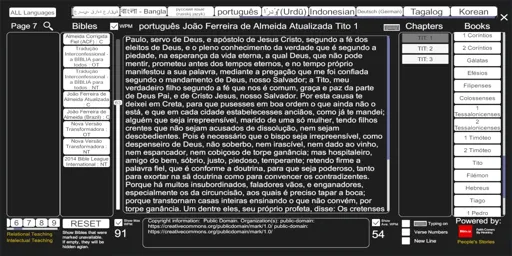 ALL Languages
বাংলা - Bangla
português
русский язык
اردو(Urdū)
Indonesian
Deutsch (German)
Tagalog
Korean
X
Page 7
Bibles
WPM
português João Ferreira de Almeida Atualizada Tito 1
Chapters
Books
Almeida Corrigida
Fiel (ACF) : C
Tradução
Interconfessional
a BIBLIA para
todos : OT
Tradução
Interconfessional
a BIBLIA para
todos : NT
João Ferreira de
Almeida
Atualizada : C
João Ferreira de
Almeida (Brasil) : C
Nova Versão
Transformadora :
OT
Nova Versão
Transformadora :
NT
2014 Bible League
International : NT
Paulo, servo de Deus, e apóstolo de Jesus Cristo, segundo a fé dos
eleitos de Deus, e o pleno conhecimento da verdade que é segundo a
piedade, na esperança da vida eterna, a qual Deus, que não pode
mentir, prometeu antes dos tempos eternos, e no tempo próprio
manifestou a sua palavra, mediante a pregação que me foi confiada
segundo o mandamento de Deus, nosso Salvador; a Tito, meu
verdadeiro filho segundo a fé que nos é comum, graça e paz da parte
de Deus Pai, e de Cristo Jesus, nosso Salvador. Por esta causa te
deixei em Creta, para que pusesses em boa ordem o que ainda não o
está, e que em cada cidade estabelecesses anciãos, como já te mandei;
alguém que seja irrepreensível, marido de uma só mulher, tendo filhos
crentes que não sejam acusados de dissolução, nem sejam
desobedientes. Pois é necessário que o bispo seja irrepreensível, como
despenseiro de Deus, não soberbo, nem irascível, nem dado ao vinho,
nem espancador, nem cobiçoso de torpe ganância; mas hospitaleiro,
amigo do bem, sóbrio, justo, piedoso, temperante; retendo firme a
palavra fiel, que é conforme a doutrina, para que seja poderoso, tanto
para exortar na sã doutrina como para convencer os contradizentes.
Porque há muitos insubordinados, faladores vãos, e enganadores,
especialmente os da circuncisão, aos quais é preciso tapar a boca;
porque transtornam casas inteiras ensinando o que não convém, por
torpe ganância. Um dentre eles, seu próprio profeta, disse: Os cretenses
TIT: 1
TIT: 2
TIT: 3
1 Coríntios
2 Coríntios
Gálatas
Efésios
Filipenses
Colossenses
1
Tessalonicenses
2
Tessalonicenses
1 Timóteo
2 Timóteo
Tito
Filémon
Hebreus
Tiago
1 Pedro
6 7 8 9
RESET
Relational Teaching
Intellectual Teaching
Show Bibles that were
marked unavailable.
If empty, they will be
hidden again.
91
Copyright information: Public Domain. Organization(s): public-domain:
https://creativecommons.org/publicdomain/mark/1.0/ public-domain:
https://creativecommons.org/publicdomain/mark/1.0/
54
Typing on
Verse Numbers
New Line
Powered by:
Faith Comes
By Hearing
People's Stories